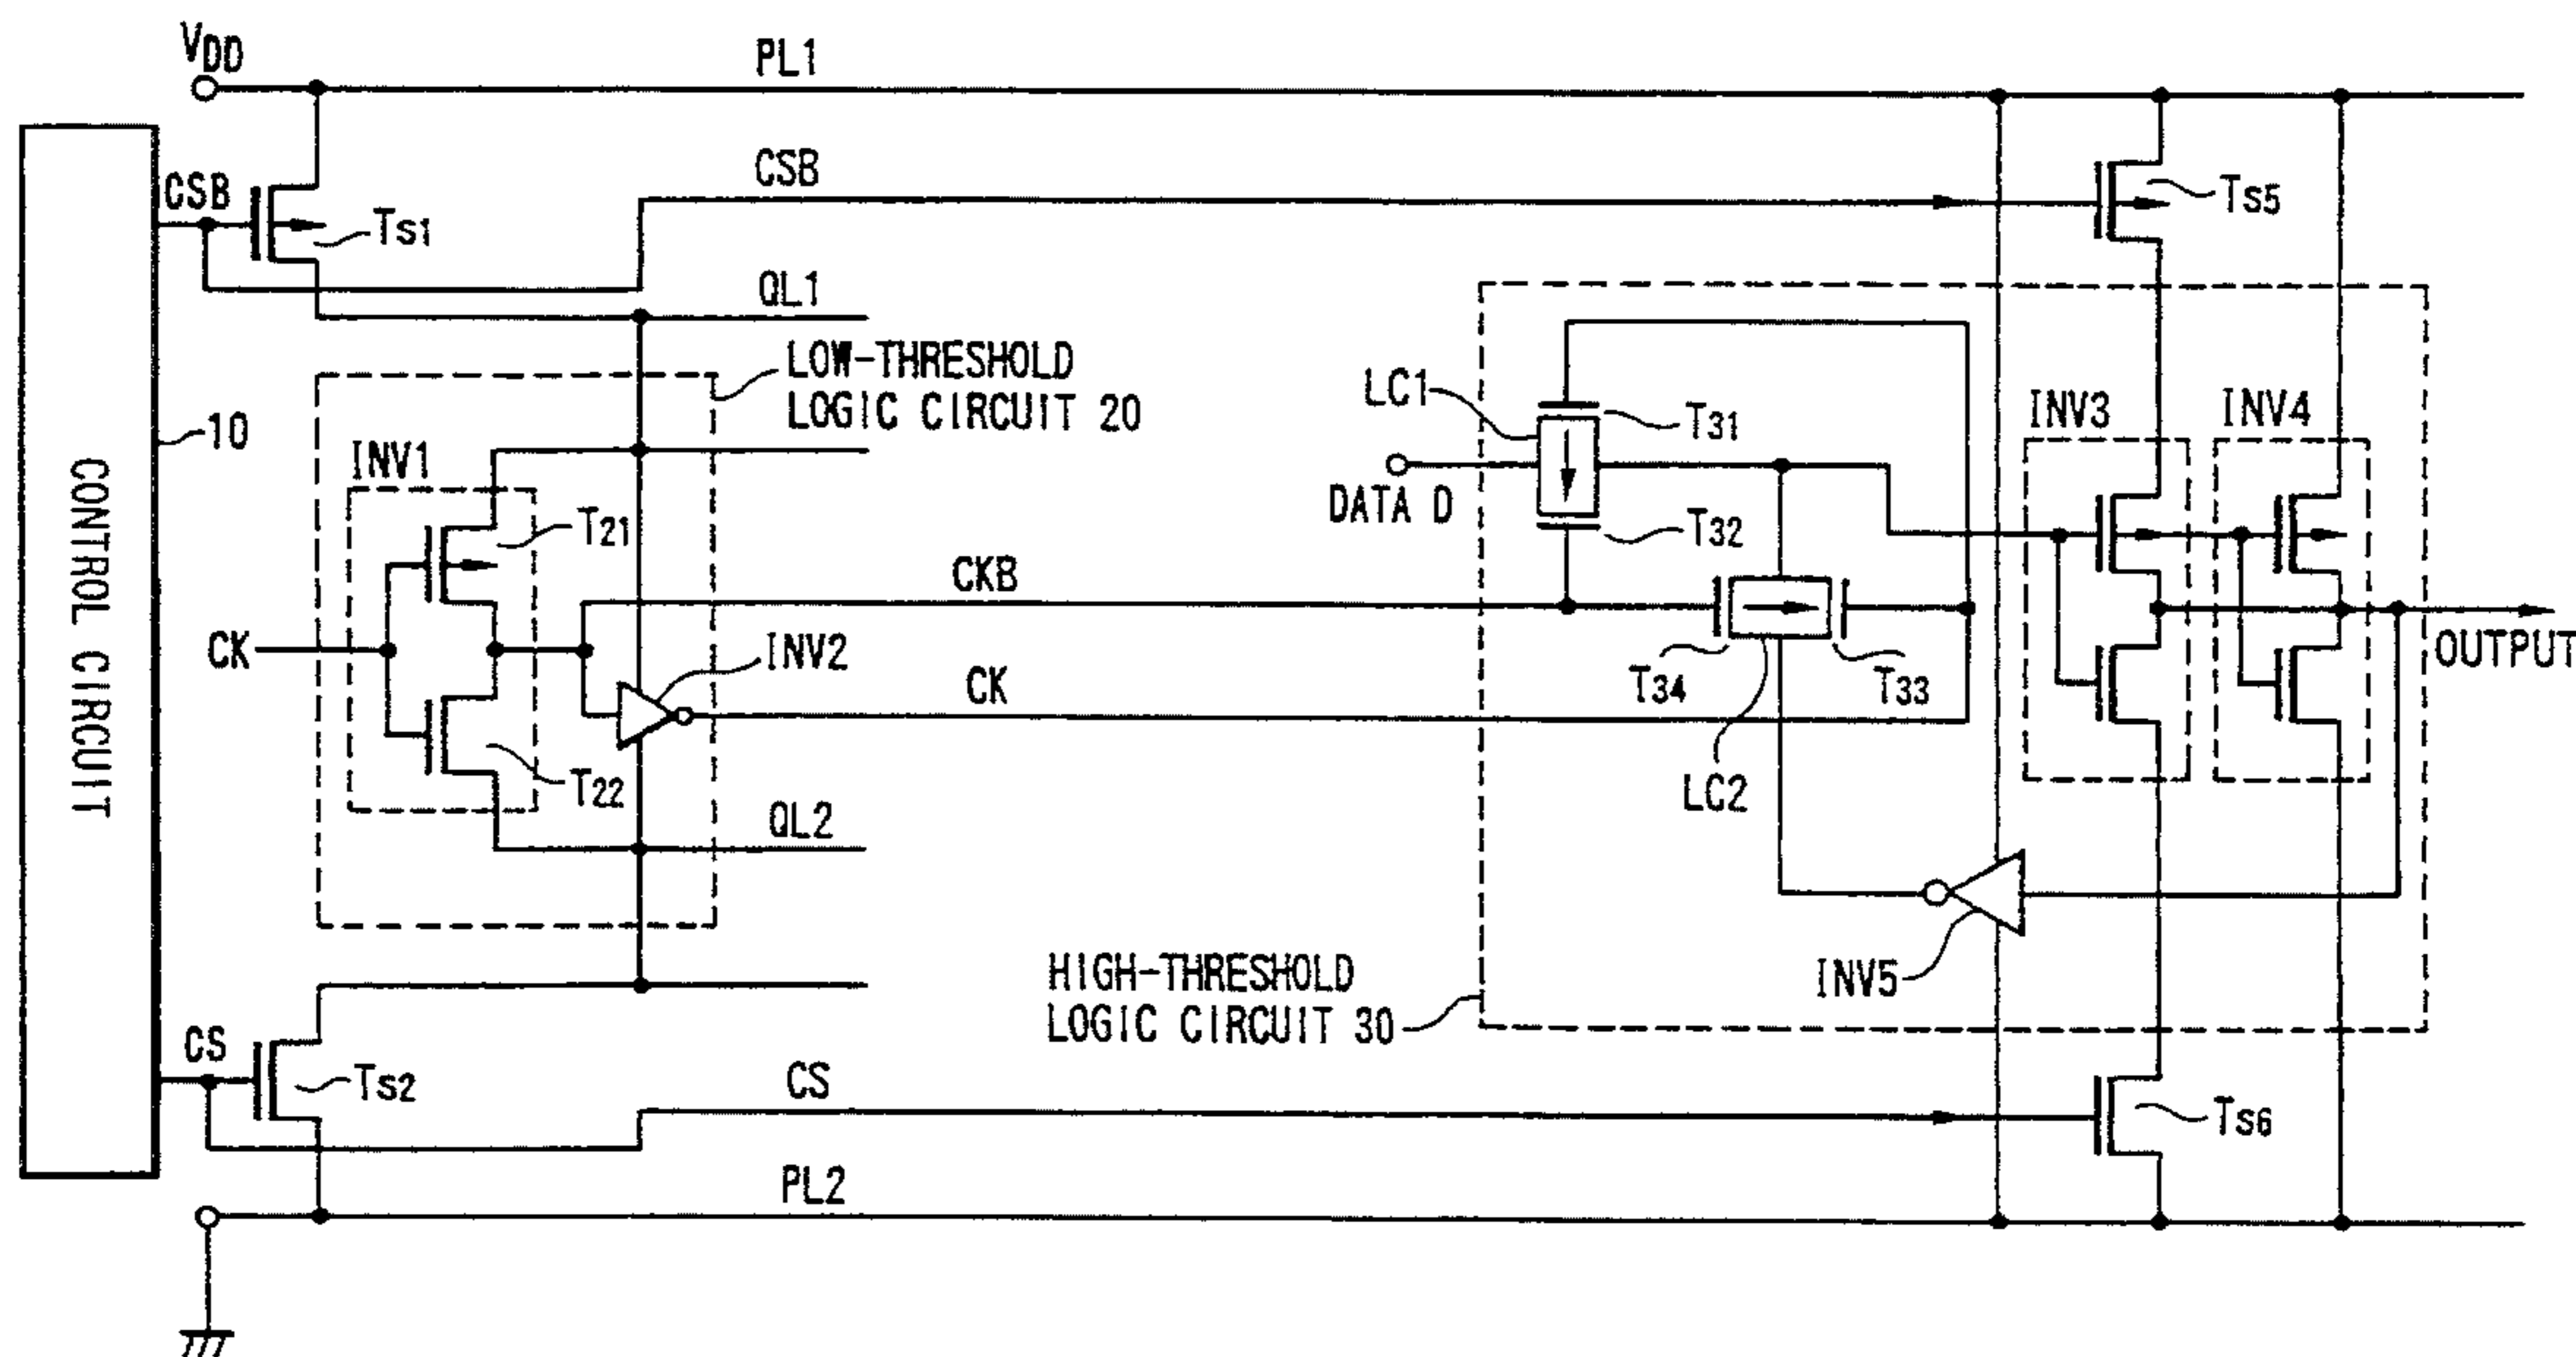 VDD
PL1
CSB
Ts1
CSB
Ts5
QL1
LOW-THRESHOLD
LOGIC CIRCUIT 20
10
CONTROL CIRCUIT
INV1
T21
T22
CK
CKB
INV2
CK
QL2
LC1
T31
DATA D
T32
T34
T33
LC2
INV3
INV4
OUTPUT
INV5
HIGH-THRESHOLD
LOGIC CIRCUIT 30
CS
Ts2
CS
Ts6
PL2